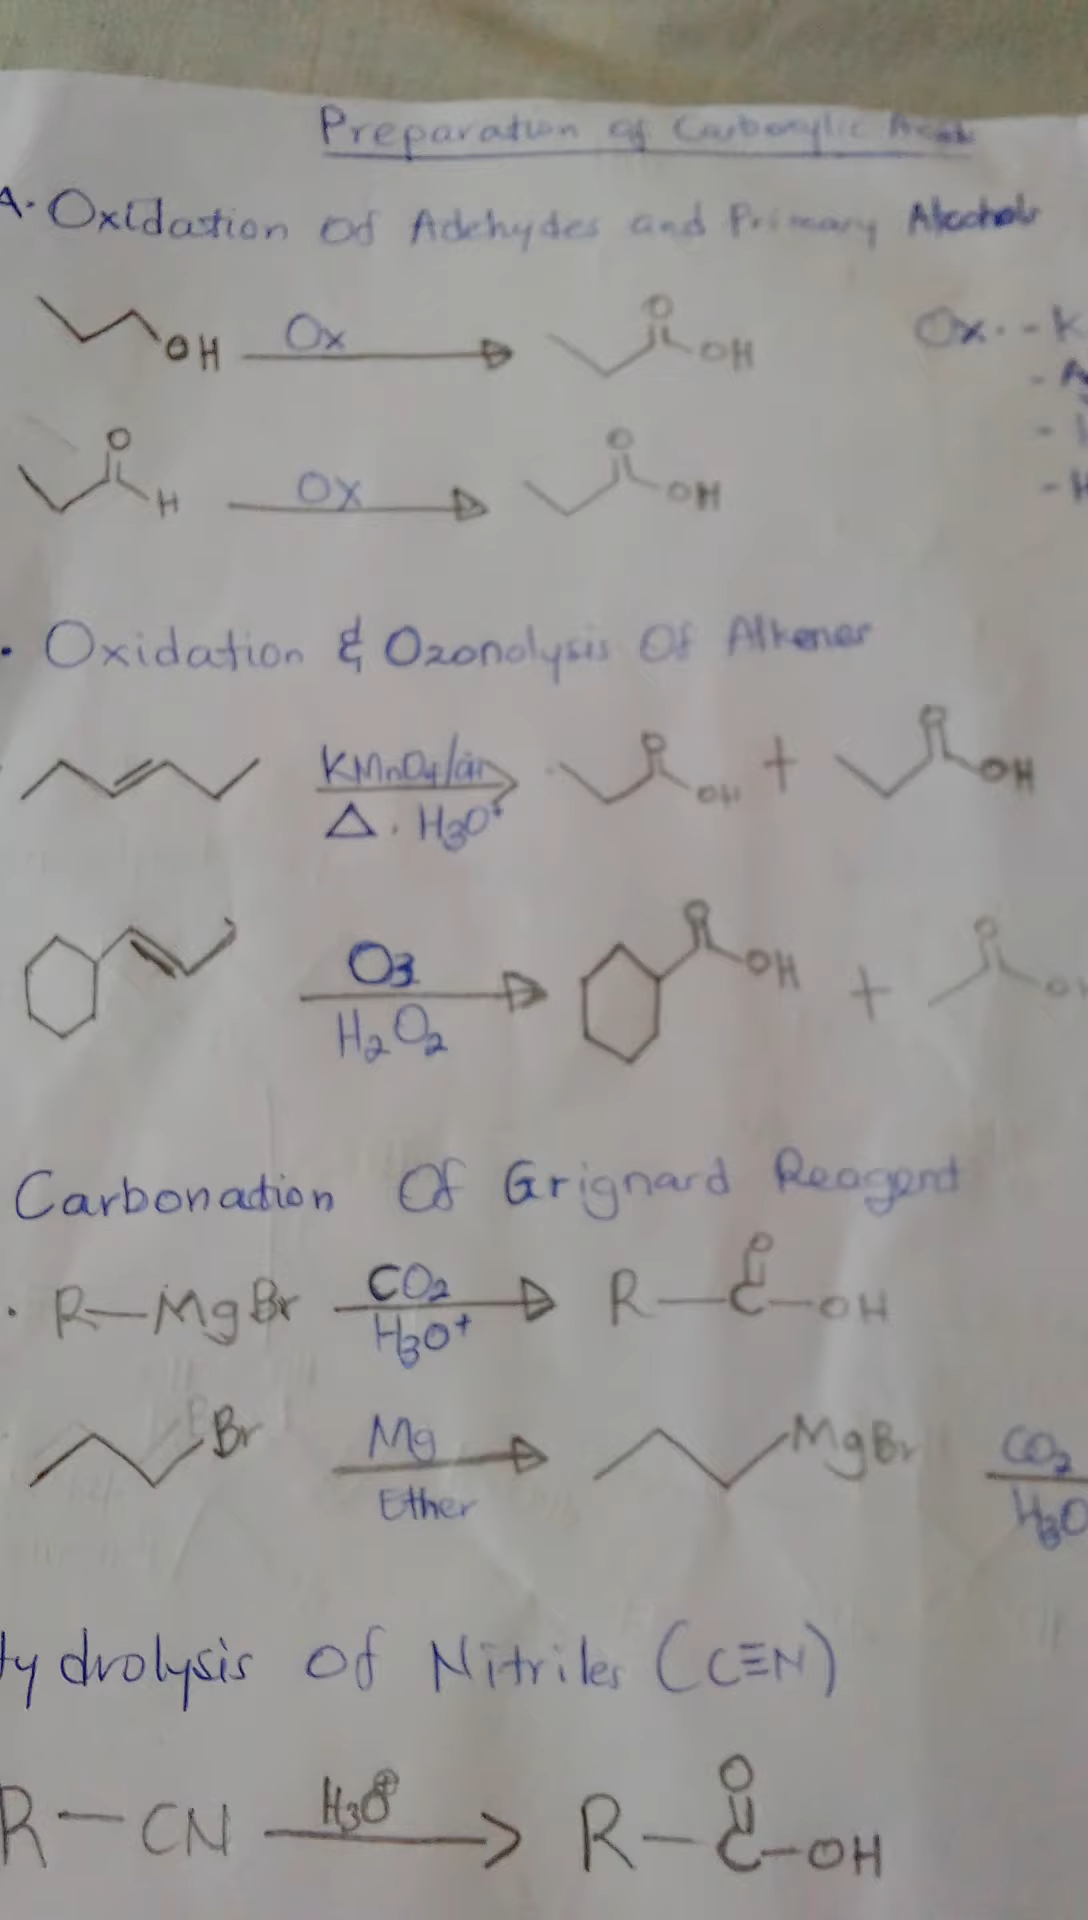 Preparation of Carboxylic Acids
A. Oxidation of Adehydes and Primary Alcohols
OH Ox O OH Ox. - K
- A
O H Ox O OH
- H
. Oxidation & Ozonolysis Of Alkenes
KMnO4/ O OH + O OH
Δ. H3O+
O3 O OH + O
H2O2
Carbonation Of Grignard Reagent
. R—MgBr CO2 R—C—OH O
H3O+
Br Mg MgBr CO2
Ether H3O
ydrolysis Of Nitriles (C≡N)
R—CN H3O⊕ R—C—OH O